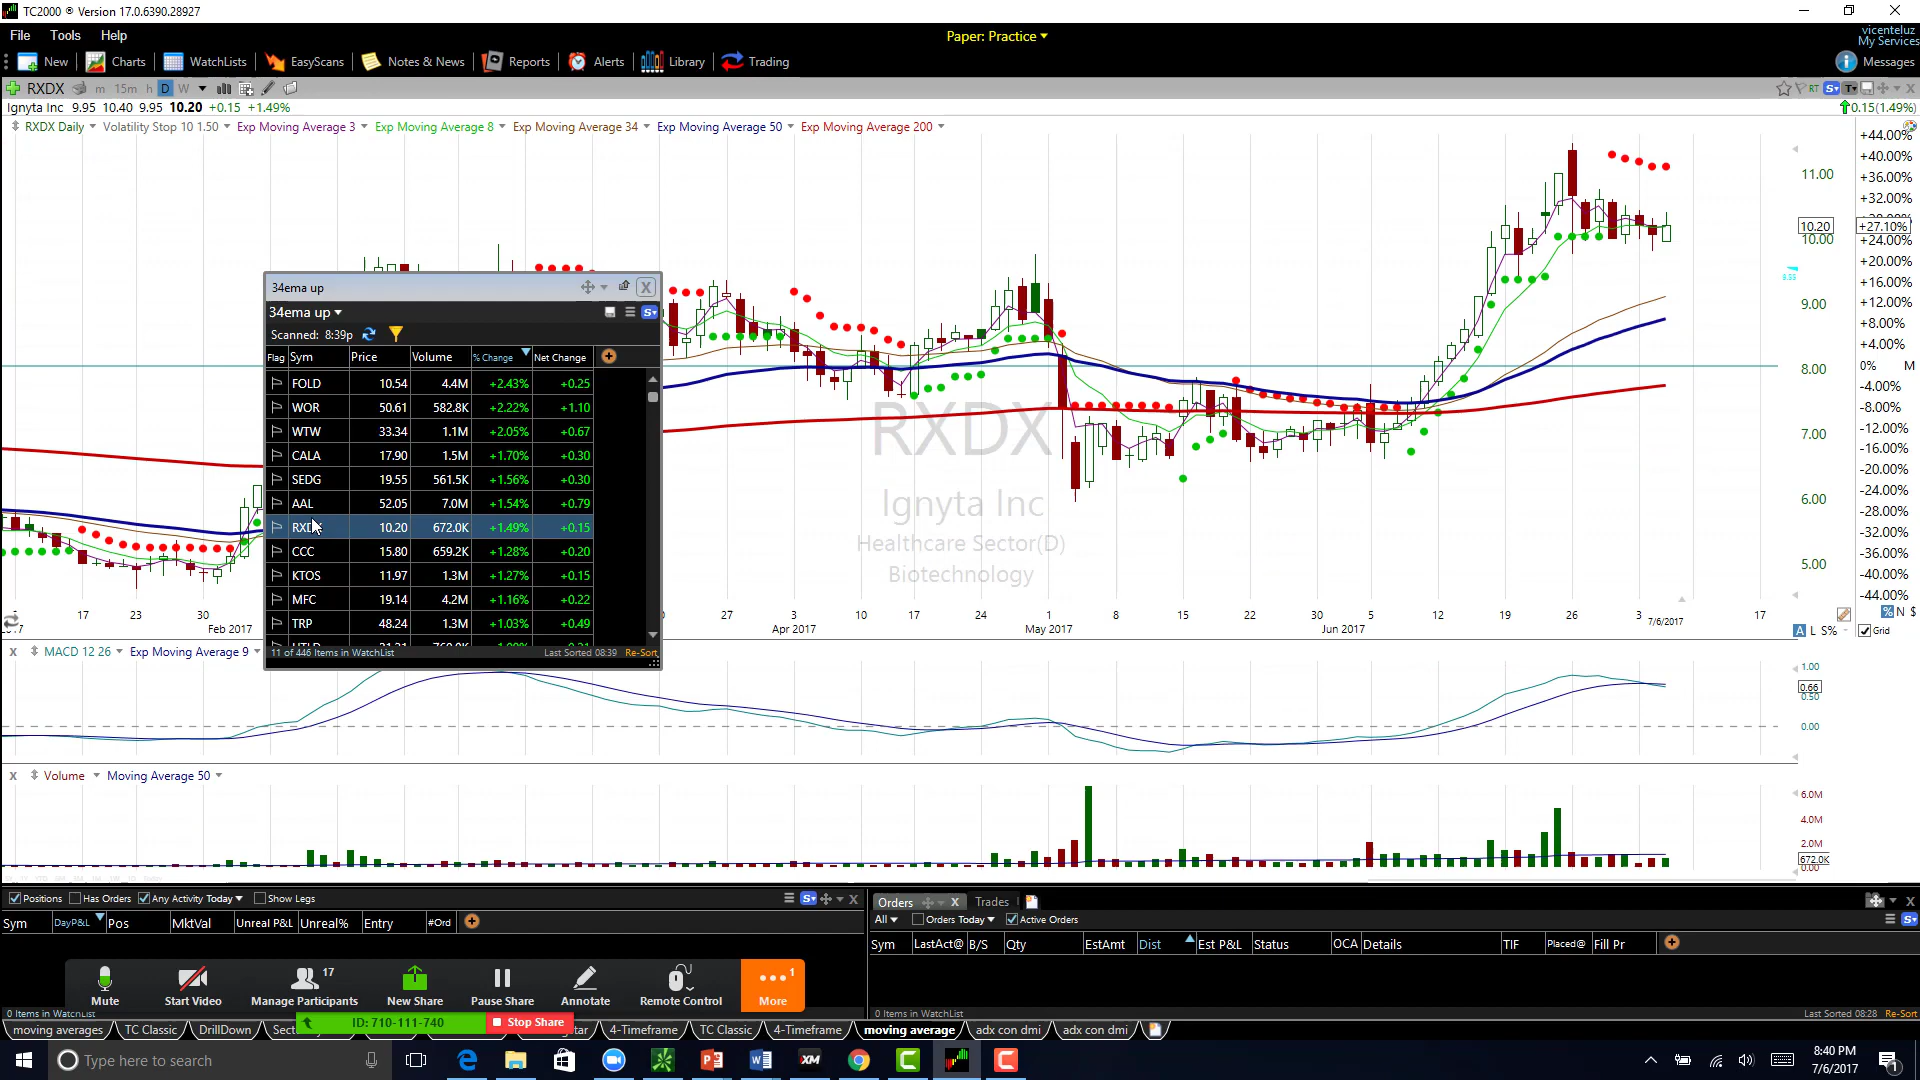 TC2000 ® Version 17.0.6390.28927
File Tools Help
Paper: Practice
vicenteluz
My Services
New Charts WatchLists EasyScans Notes & News Reports Alerts Library Trading
Messages
RXDX m 15m h D W
RT S T
Ignyta Inc 9.95 10.40 9.95 10.20 +0.15 +1.49%
0.15(1.49%)
RXDX Daily Volatility Stop 10 1.50 Exp Moving Average 3 Exp Moving Average 8 Exp Moving Average 34 Exp Moving Average 50 Exp Moving Average 200
+44.00%
+40.00%
11.00 +36.00%
+32.00%
10.20 +27.10%
10.00 +24.00%
+20.00%
+16.00%
9.00 +12.00%
+8.00%
+4.00%
8.00 0% M
-4.00%
-8.00%
7.00 -12.00%
-16.00%
-20.00%
6.00 -24.00%
-28.00%
-32.00%
5.00 -36.00%
-40.00%
-44.00%
RXDX
Ignyta Inc
Healthcare Sector(D)
Biotechnology
34ema up
X
34ema up
S
Scanned: 8:39p
Flag Sym Price Volume % Change Net Change
FOLD 10.54 4.4M +2.43% +0.25
WOR 50.61 582.8K +2.22% +1.10
WTW 33.34 1.1M +2.05% +0.67
CALA 17.90 1.5M +1.70% +0.30
SEDG 19.55 561.5K +1.56% +0.30
AAL 52.05 7.0M +1.54% +0.79
RXDX 10.20 672.0K +1.49% +0.15
CCC 15.80 659.2K +1.28% +0.20
KTOS 11.97 1.3M +1.27% +0.15
MFC 19.14 4.2M +1.16% +0.22
TRP 48.24 1.3M +1.03% +0.49
11 of 446 Items in WatchList Last Sorted 08:39 Re-Sort
17 23 30 27 3 10 17 24 1 8 15 22 30 5 12 19 26 3 7/6/2017 17
Feb 2017 Apr 2017 May 2017 Jun 2017
% N $
A L S% Grid
X MACD 12 26 Exp Moving Average 9
1.00
0.66
0.50
0.00
X Volume Moving Average 50
6.0M
4.0M
2.0M
672.0K
0.00
Positions Has Orders Any Activity Today Show Legs
S X
Sym DayP&L Pos MktVal Unreal P&L Unreal% Entry #Ord
Orders X Trades
All Orders Today Active Orders
S
Sym LastAct@ B/S Qty EstAmt Dist Est P&L Status OCA Details TIF Placed@ Fill Pr
17 1
Mute Start Video Manage Participants New Share Pause Share Annotate Remote Control More
0 Items in WatchList
0 Items in WatchList Last Sorted 08:28 Re-Sort
ID: 710-111-740 Stop Share
moving averages TC Classic DrillDown 4-Timeframe TC Classic 4-Timeframe moving average adx con dmi adx con dmi
Type here to search
XM
8:40 PM
7/6/2017
1